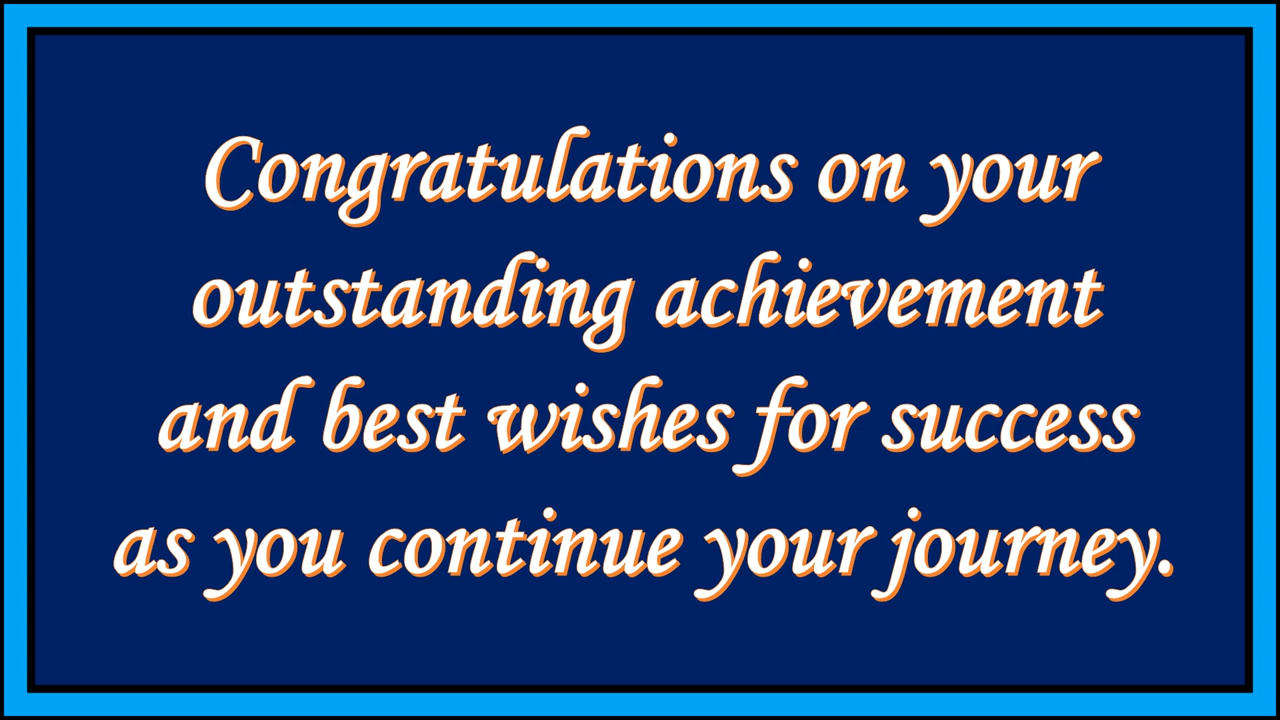 Congratulations on your
outstanding achievement
and best wishes for success
as you continue your journey.